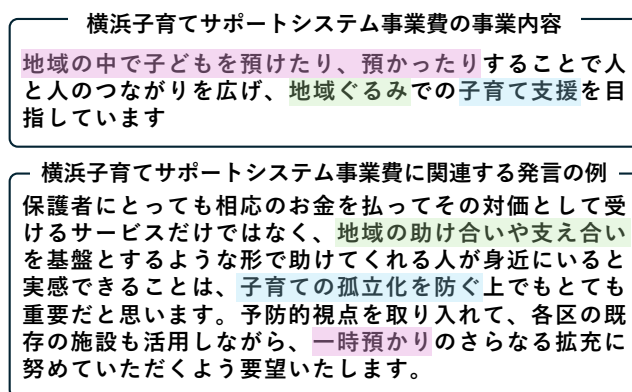 横浜子育てサポートシステム事業費の事業内容
地域の中で子どもを預けたり、預かったりすることで人
と人のつながりを広げ、地域ぐるみでの子育て支援を目
指しています
横浜子育てサポートシステム事業費に関連する発言の例
保護者にとっても相応のお金を払ってその対価として受
けるサービスだけではなく、地域の助け合いや支え合い
を基盤とするような形で助けてくれる人が身近にいると
実感できることは、子育ての孤立化を防ぐ上でもとても
重要だと思います。予防的視点を取り入れて、各区の既
存の施設も活用しながら、一時預かりのさらなる拡充に
努めていただくよう要望いたします。